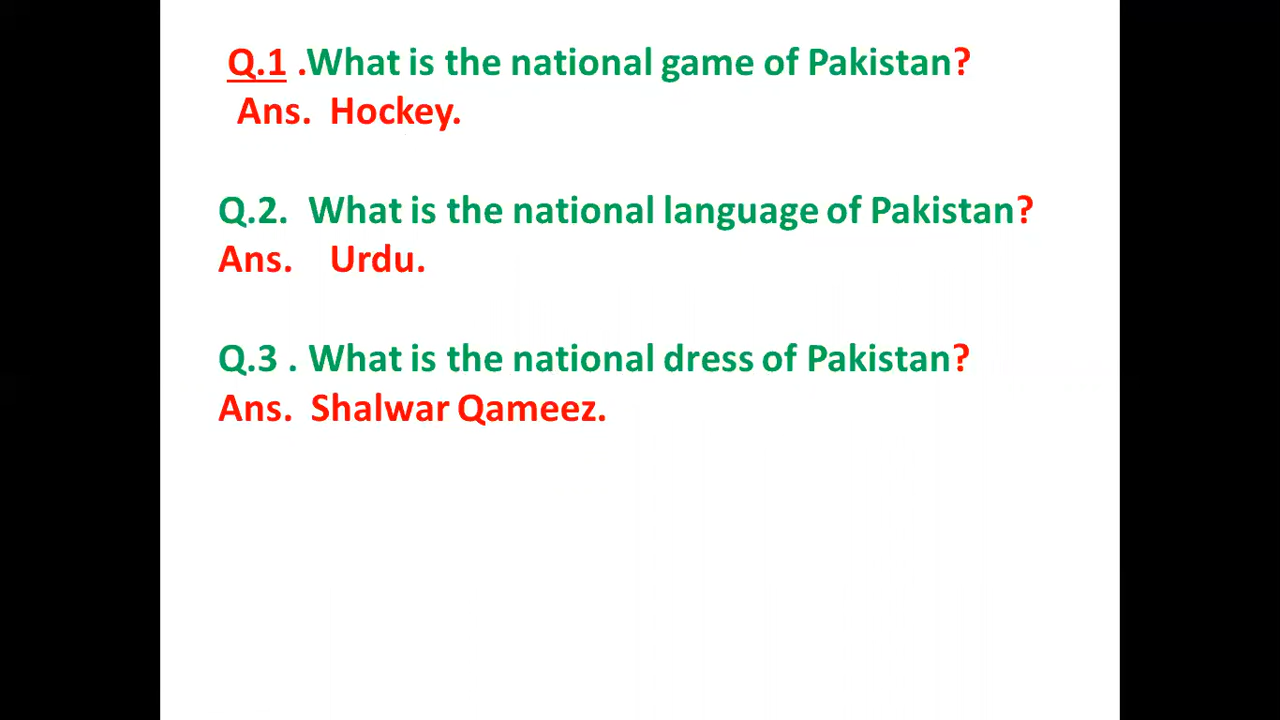 Q.1 .What is the national game of Pakistan?
Ans. Hockey.
Q.2. What is the national language of Pakistan?
Ans. Urdu.
Q.3 . What is the national dress of Pakistan?
Ans. Shalwar Qameez.